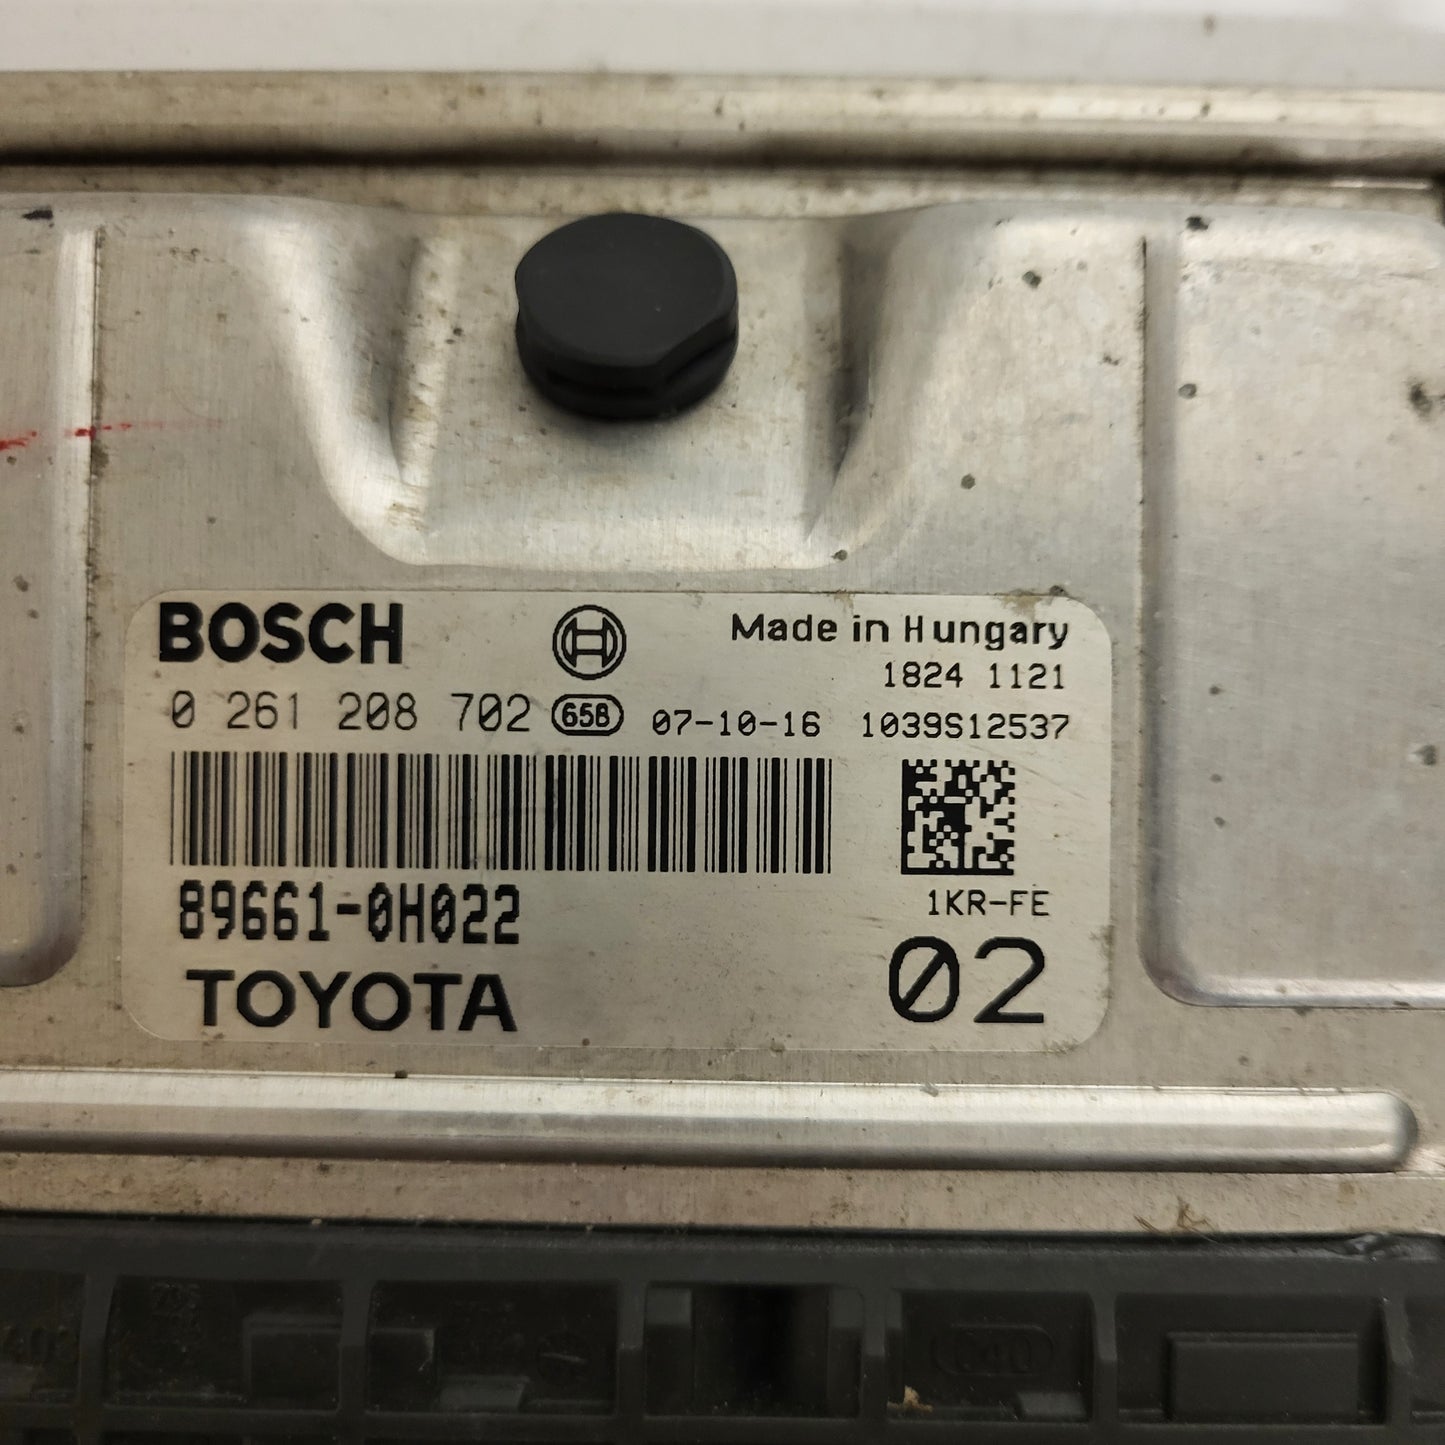 BOSCH
Made in Hungary
1824 1121
0 261 208 702 658 07-10-16 1039S12537
89661-0H022
1KR-FE
TOYOTA
02